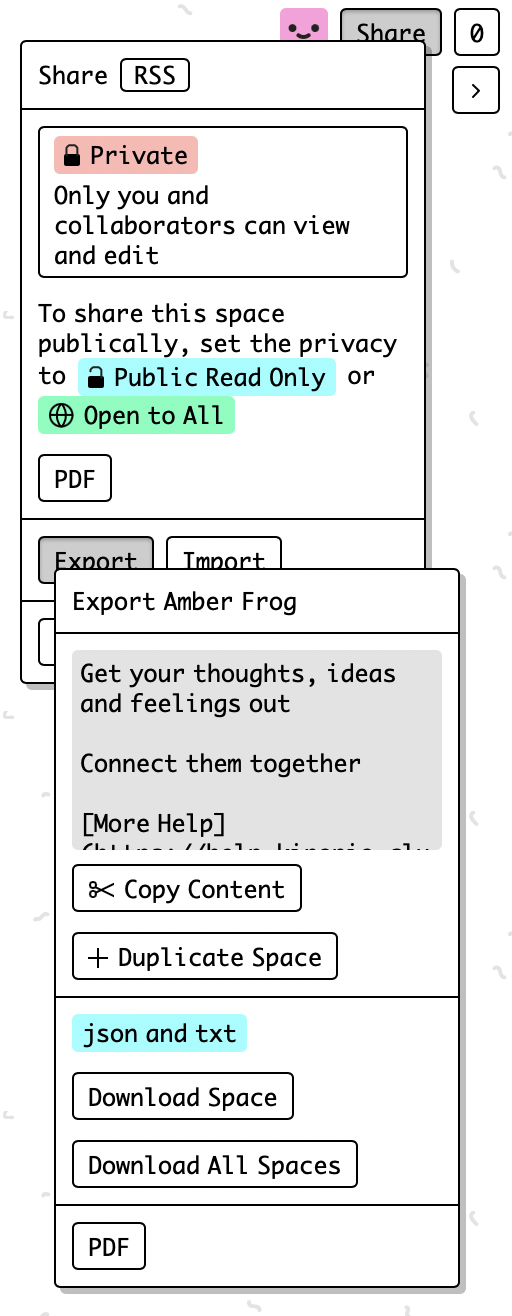 Share
0
Share RSS
Private
Only you and
collaborators can view
and edit
To share this space
publically, set the privacy
to Public Read Only or
Open to All
PDF
Export Import
Export Amber Frog
Get your thoughts, ideas
and feelings out
Connect them together
[More Help]
Copy Content
Duplicate Space
json and txt
Download Space
Download All Spaces
PDF